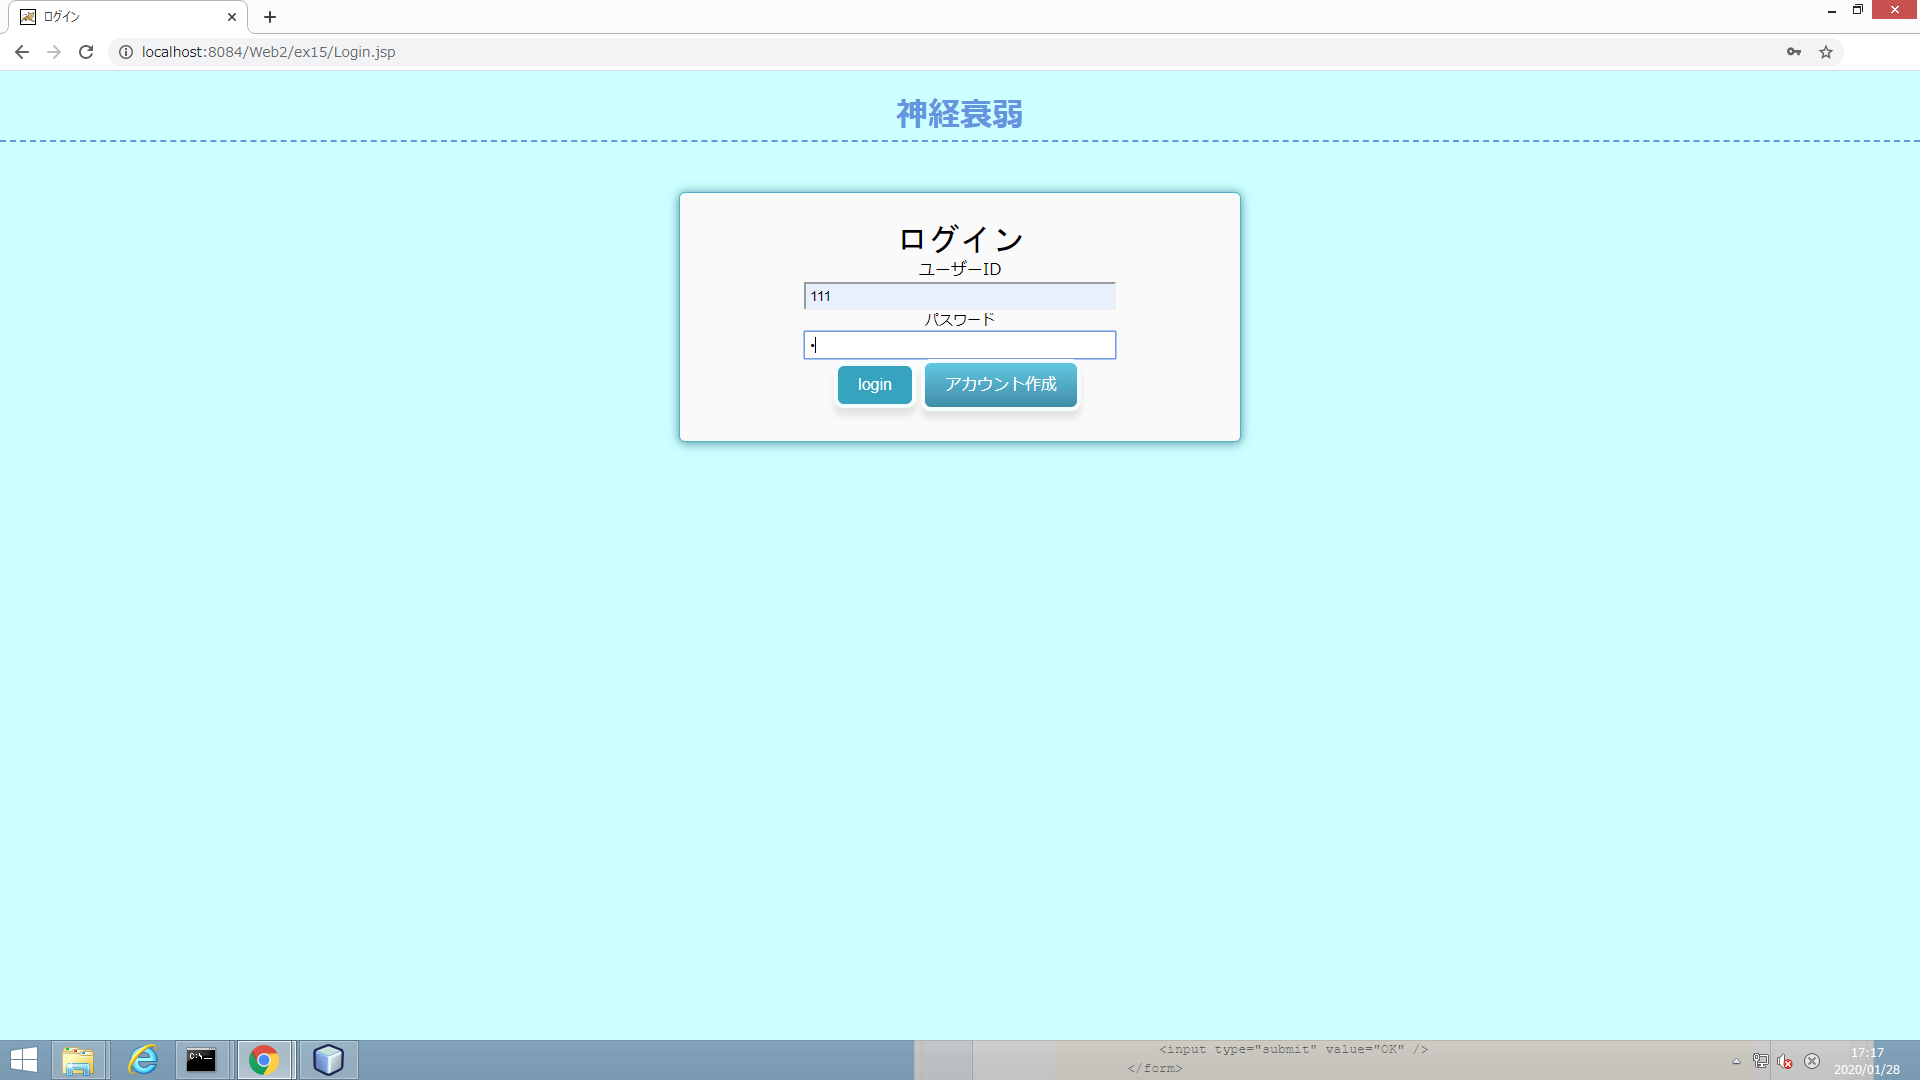 ログイン
localhost:8084/Web2/ex15/Login.jsp
神経衰弱
ログイン
ユーザーID
111
パスワード
•
login アカウント作成
<input type="submit" value="OK" />
</form>
C:\_
17:17
2020/01/28